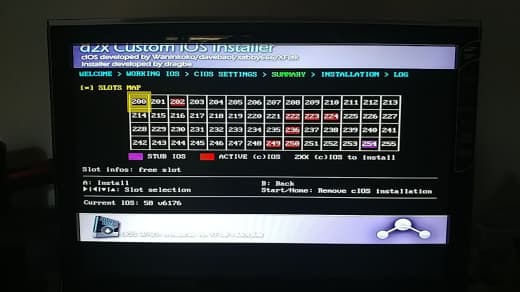 d2x Custom IOS Installer
cIOS developed by Waninkoko/davebaol/xabby666/XFlak
Installer developed by dragbe
WELCOME > WORKING IOS > CIOS SETTINGS > SUMMARY > INSTALLATION > LOG
[-] SLOTS MAP
200 201 202 203 204 205 206 207 208 209 210 211 212 213
214 215 216 217 218 219 220 221 222 223 224 225 226 227
228 229 230 231 232 233 234 235 236 237 238 239 240 241
242 243 244 245 246 247 248 249 250 251 252 253 254 255
STUB IOS ACTIVE (c)IOS 2XX (c)IOS to install
Slot infos: free slot
A: Install B: Back
▶|◀|▼|▲: Slot selection Start/Home: Remove cIOS installation
Current IOS: 58 v6176